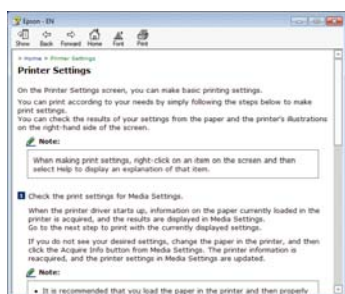 Epson - EN
Show Back Forward Home Font Print
> Home > Printer Settings
Printer Settings
On the Printer Settings screen, you can make basic printing settings.
You can print according to your needs by simply following the steps below to make
print settings.
You can check the results of your settings from the paper and the printer's illustrations
on the right-hand side of the screen.
Note:
When making print settings, right-click on an item on the screen and then
select Help to display an explanation of that item.
1 Check the print settings for Media Settings.
When the printer driver starts up, information on the paper currently loaded in the
printer is acquired, and the results are displayed in Media Settings.
Go to the next step to print with the currently displayed settings.
If you do not see your desired settings, change the paper in the printer, and then
click the Acquire Info button from Media Settings. The printer information is
reacquired, and the printer settings in Media Settings are updated.
Note:
• It is recommended that you load the paper in the printer and then properly